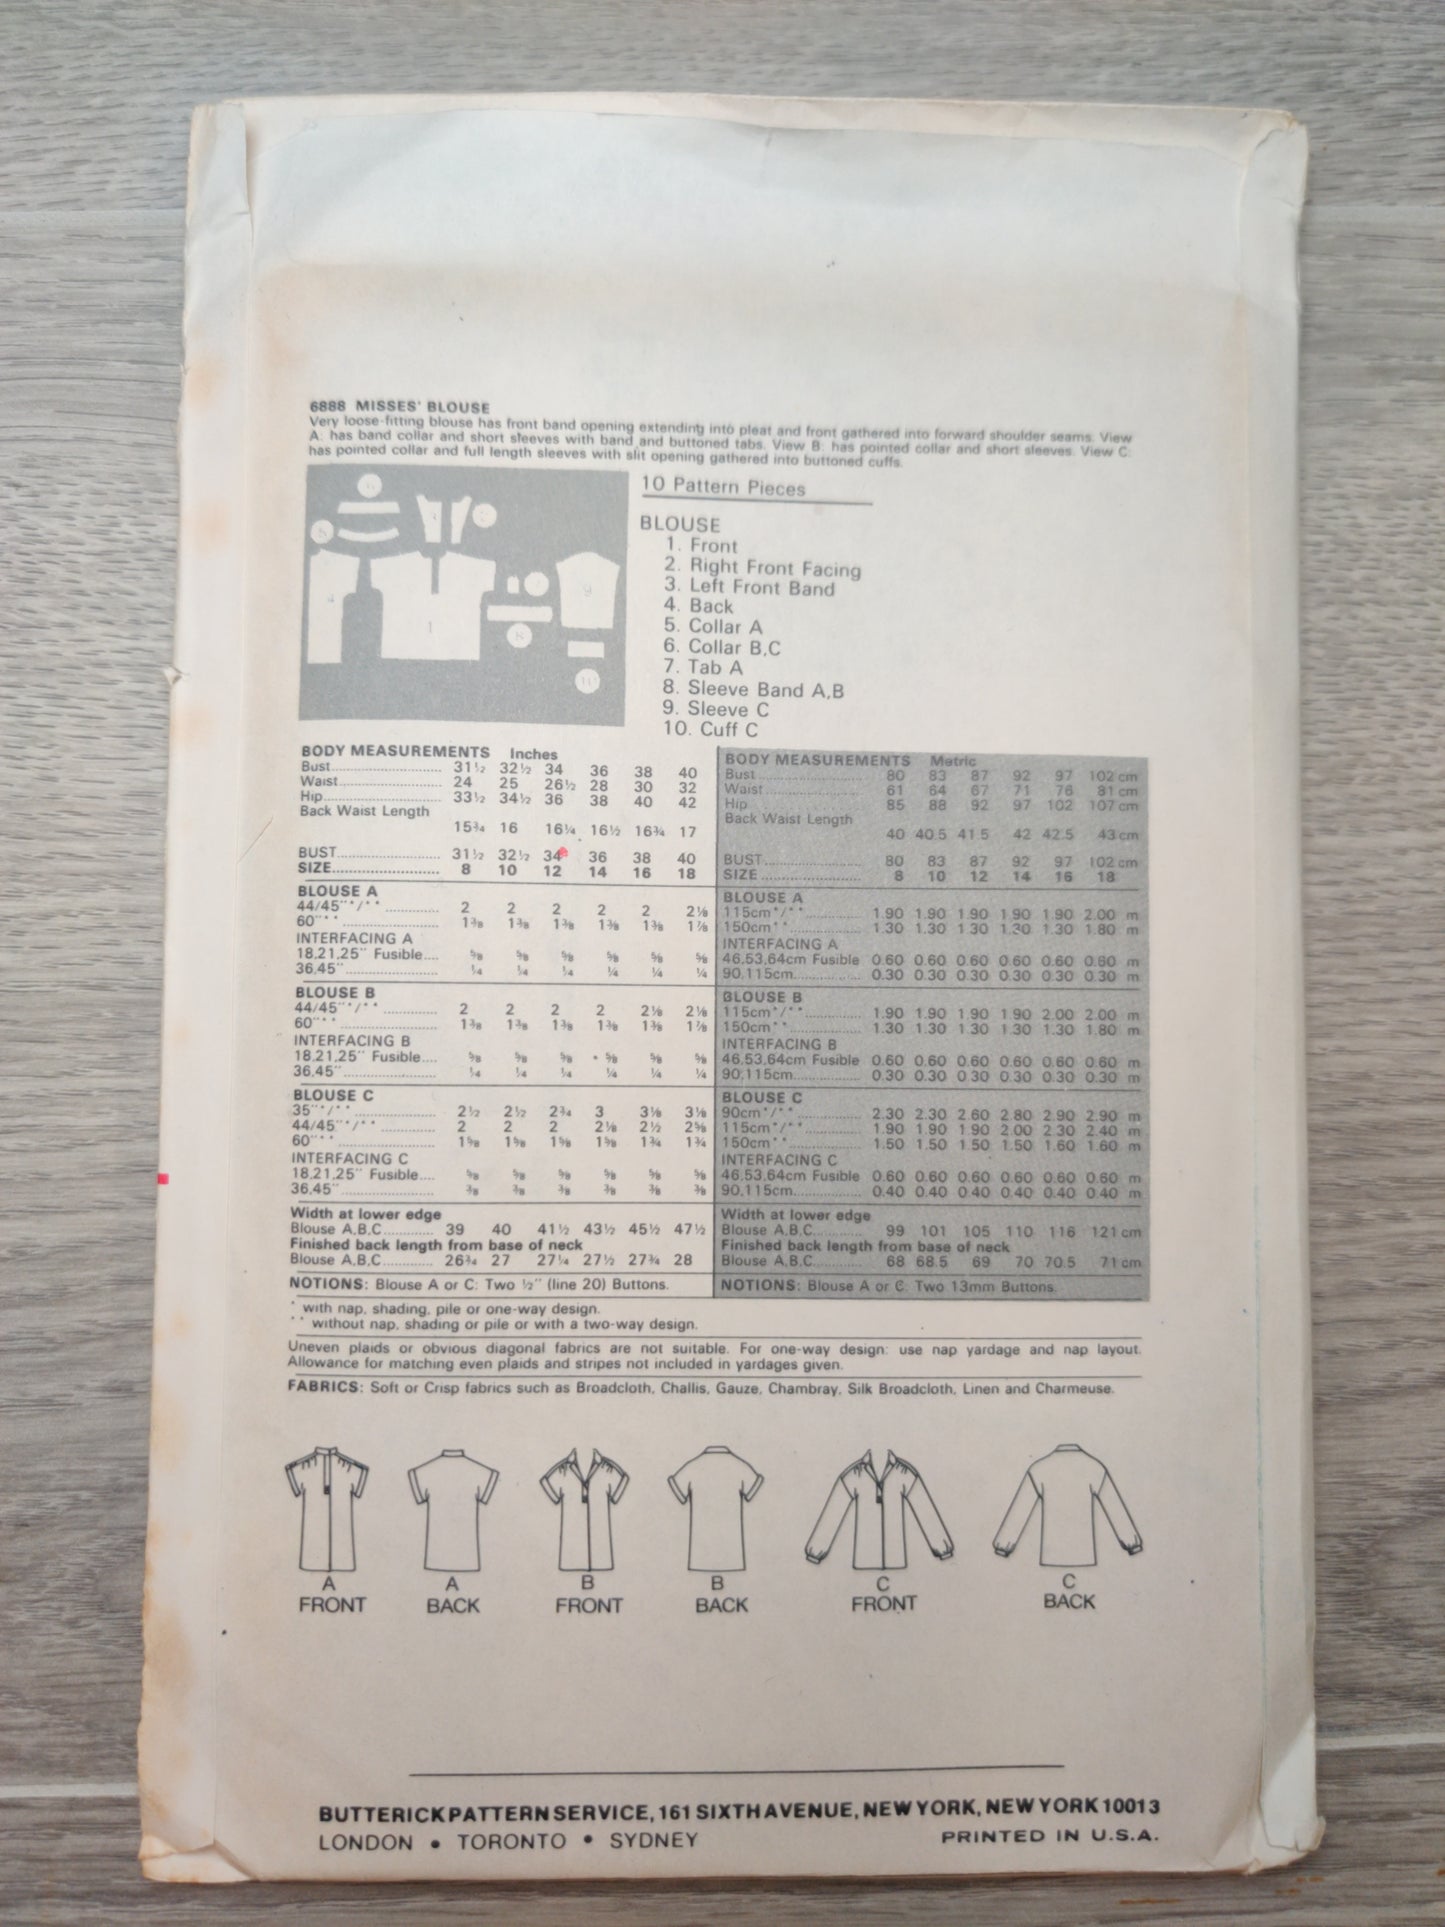 6888 MISSES' BLOUSE
Very loose-fitting blouse has front band opening extending into pleat and front gathered into forward shoulder seams. View
A: has band collar and short sleeves with band and buttoned tabs. View B: has pointed collar and short sleeves. View C:
has pointed collar and full length sleeves with slit opening gathered into buttoned cuffs.
10 Pattern Pieces
BLOUSE
1. Front
2. Right Front Facing
3. Left Front Band
4. Back
5. Collar A
6. Collar B,C
7. Tab A
8. Sleeve Band A,B
9. Sleeve C
10. Cuff C
1
8
9
10
BODY MEASUREMENTS Inches
Bust 31½ 32½ 34 36 38 40
Waist 24 25 26½ 28 30 32
Hip 33½ 34½ 36 38 40 42
Back Waist Length
15¾ 16 16¼ 16½ 16¾ 17
BUST 31½ 32½ 34 36 38 40
SIZE 8 10 12 14 16 18
BLOUSE A
44/45"*/** 2 2 2 2 2 2⅛
60"** 1⅜ 1⅜ 1⅜ 1⅜ 1⅜ 1⅞
INTERFACING A
18,21,25" Fusible.... ⅝ ⅝ ⅝ ⅝ ⅝ ⅝
36,45" ¼ ¼ ¼ ¼ ¼ ¼
BLOUSE B
44/45"*/** 2 2 2 2 2⅛ 2⅛
60"** 1⅜ 1⅜ 1⅜ 1⅜ 1⅜ 1⅞
INTERFACING B
18,21,25" Fusible.... ⅝ ⅝ ⅝ ⅝ ⅝ ⅝
36,45" ¼ ¼ ¼ ¼ ¼ ¼
BLOUSE C
35"*/** 2½ 2½ 2¾ 3 3⅛ 3⅛
44/45"*/** 2 2 2 2⅛ 2½ 2⅝
60"** 1⅝ 1⅝ 1⅝ 1⅝ 1¾ 1¾
INTERFACING C
18,21,25" Fusible.... ⅝ ⅝ ⅝ ⅝ ⅝ ⅝
36,45" ⅜ ⅜ ⅜ ⅜ ⅜ ⅜
Width at lower edge
Blouse A,B,C 39 40 41½ 43½ 45½ 47½
Finished back length from base of neck
Blouse A,B,C 26¾ 27 27¼ 27½ 27¾ 28
NOTIONS: Blouse A or C: Two ½" (line 20) Buttons.
BODY MEASUREMENTS Metric
Bust 80 83 87 92 97 102 cm
Waist 61 64 67 71 76 81 cm
Hip 85 88 92 97 102 107 cm
Back Waist Length
40 40.5 41.5 42 42.5 43 cm
BUST 80 83 87 92 97 102 cm
SIZE 8 10 12 14 16 18
BLOUSE A
115cm*/** 1.90 1.90 1.90 1.90 1.90 2.00 m
150cm** 1.30 1.30 1.30 1.30 1.30 1.80 m
INTERFACING A
46,53,64cm Fusible 0.60 0.60 0.60 0.60 0.60 0.60 m
90,115cm 0.30 0.30 0.30 0.30 0.30 0.30 m
BLOUSE B
115cm*/** 1.90 1.90 1.90 1.90 2.00 2.00 m
150cm** 1.30 1.30 1.30 1.30 1.30 1.80 m
INTERFACING B
46,53,64cm Fusible 0.60 0.60 0.60 0.60 0.60 0.60 m
90,115cm 0.30 0.30 0.30 0.30 0.30 0.30 m
BLOUSE C
90cm*/** 2.30 2.30 2.60 2.80 2.90 2.90 m
115cm*/** 1.90 1.90 1.90 2.00 2.30 2.40 m
150cm** 1.50 1.50 1.50 1.50 1.60 1.60 m
INTERFACING C
46,53,64cm Fusible 0.60 0.60 0.60 0.60 0.60 0.60 m
90,115cm 0.40 0.40 0.40 0.40 0.40 0.40 m
Width at lower edge
Blouse A,B,C 99 101 105 110 116 121 cm
Finished back length from base of neck
Blouse A,B,C 68 68.5 69 70 70.5 71 cm
NOTIONS: Blouse A or C: Two 13mm Buttons.
* with nap, shading, pile or one-way design.
** without nap, shading or pile or with a two-way design.
Uneven plaids or obvious diagonal fabrics are not suitable. For one-way design: use nap yardage and nap layout.
Allowance for matching even plaids and stripes not included in yardages given.
FABRICS: Soft or Crisp fabrics such as Broadcloth, Challis, Gauze, Chambray, Silk Broadcloth, Linen and Charmeuse.
A A B B C C
FRONT BACK FRONT BACK FRONT BACK
BUTTERICK PATTERN SERVICE, 161 SIXTH AVENUE, NEW YORK, NEW YORK 10013
LONDON • TORONTO • SYDNEY PRINTED IN U.S.A.